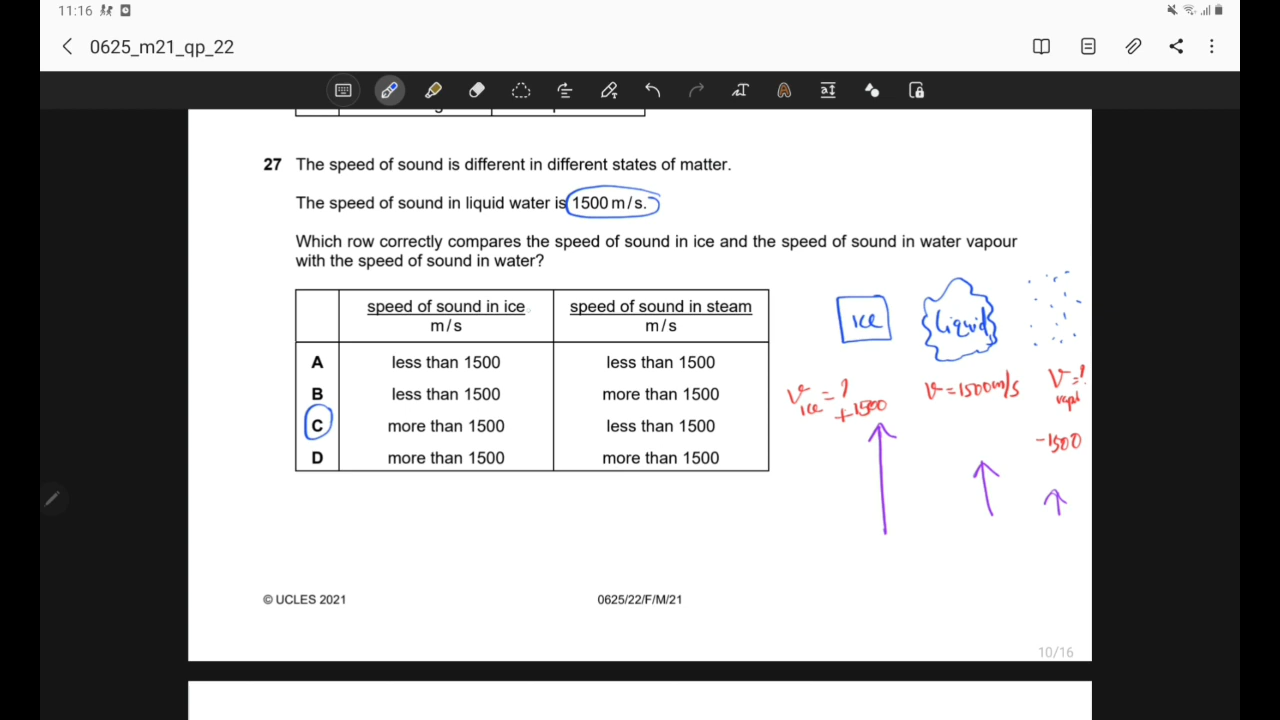 11:16
0625_m21_qp_22
27 The speed of sound is different in different states of matter.
The speed of sound in liquid water is 1500 m/s.
Which row correctly compares the speed of sound in ice and the speed of sound in water vapour
with the speed of sound in water?
speed of sound in ice
m/s
speed of sound in steam
m/s
A less than 1500 less than 1500
B less than 1500 more than 1500
C more than 1500 less than 1500
D more than 1500 more than 1500
ice liquid
V ice = ?
+1500
v = 1500 m/s
V = ?
-1500
© UCLES 2021 0625/22/F/M/21
10/16